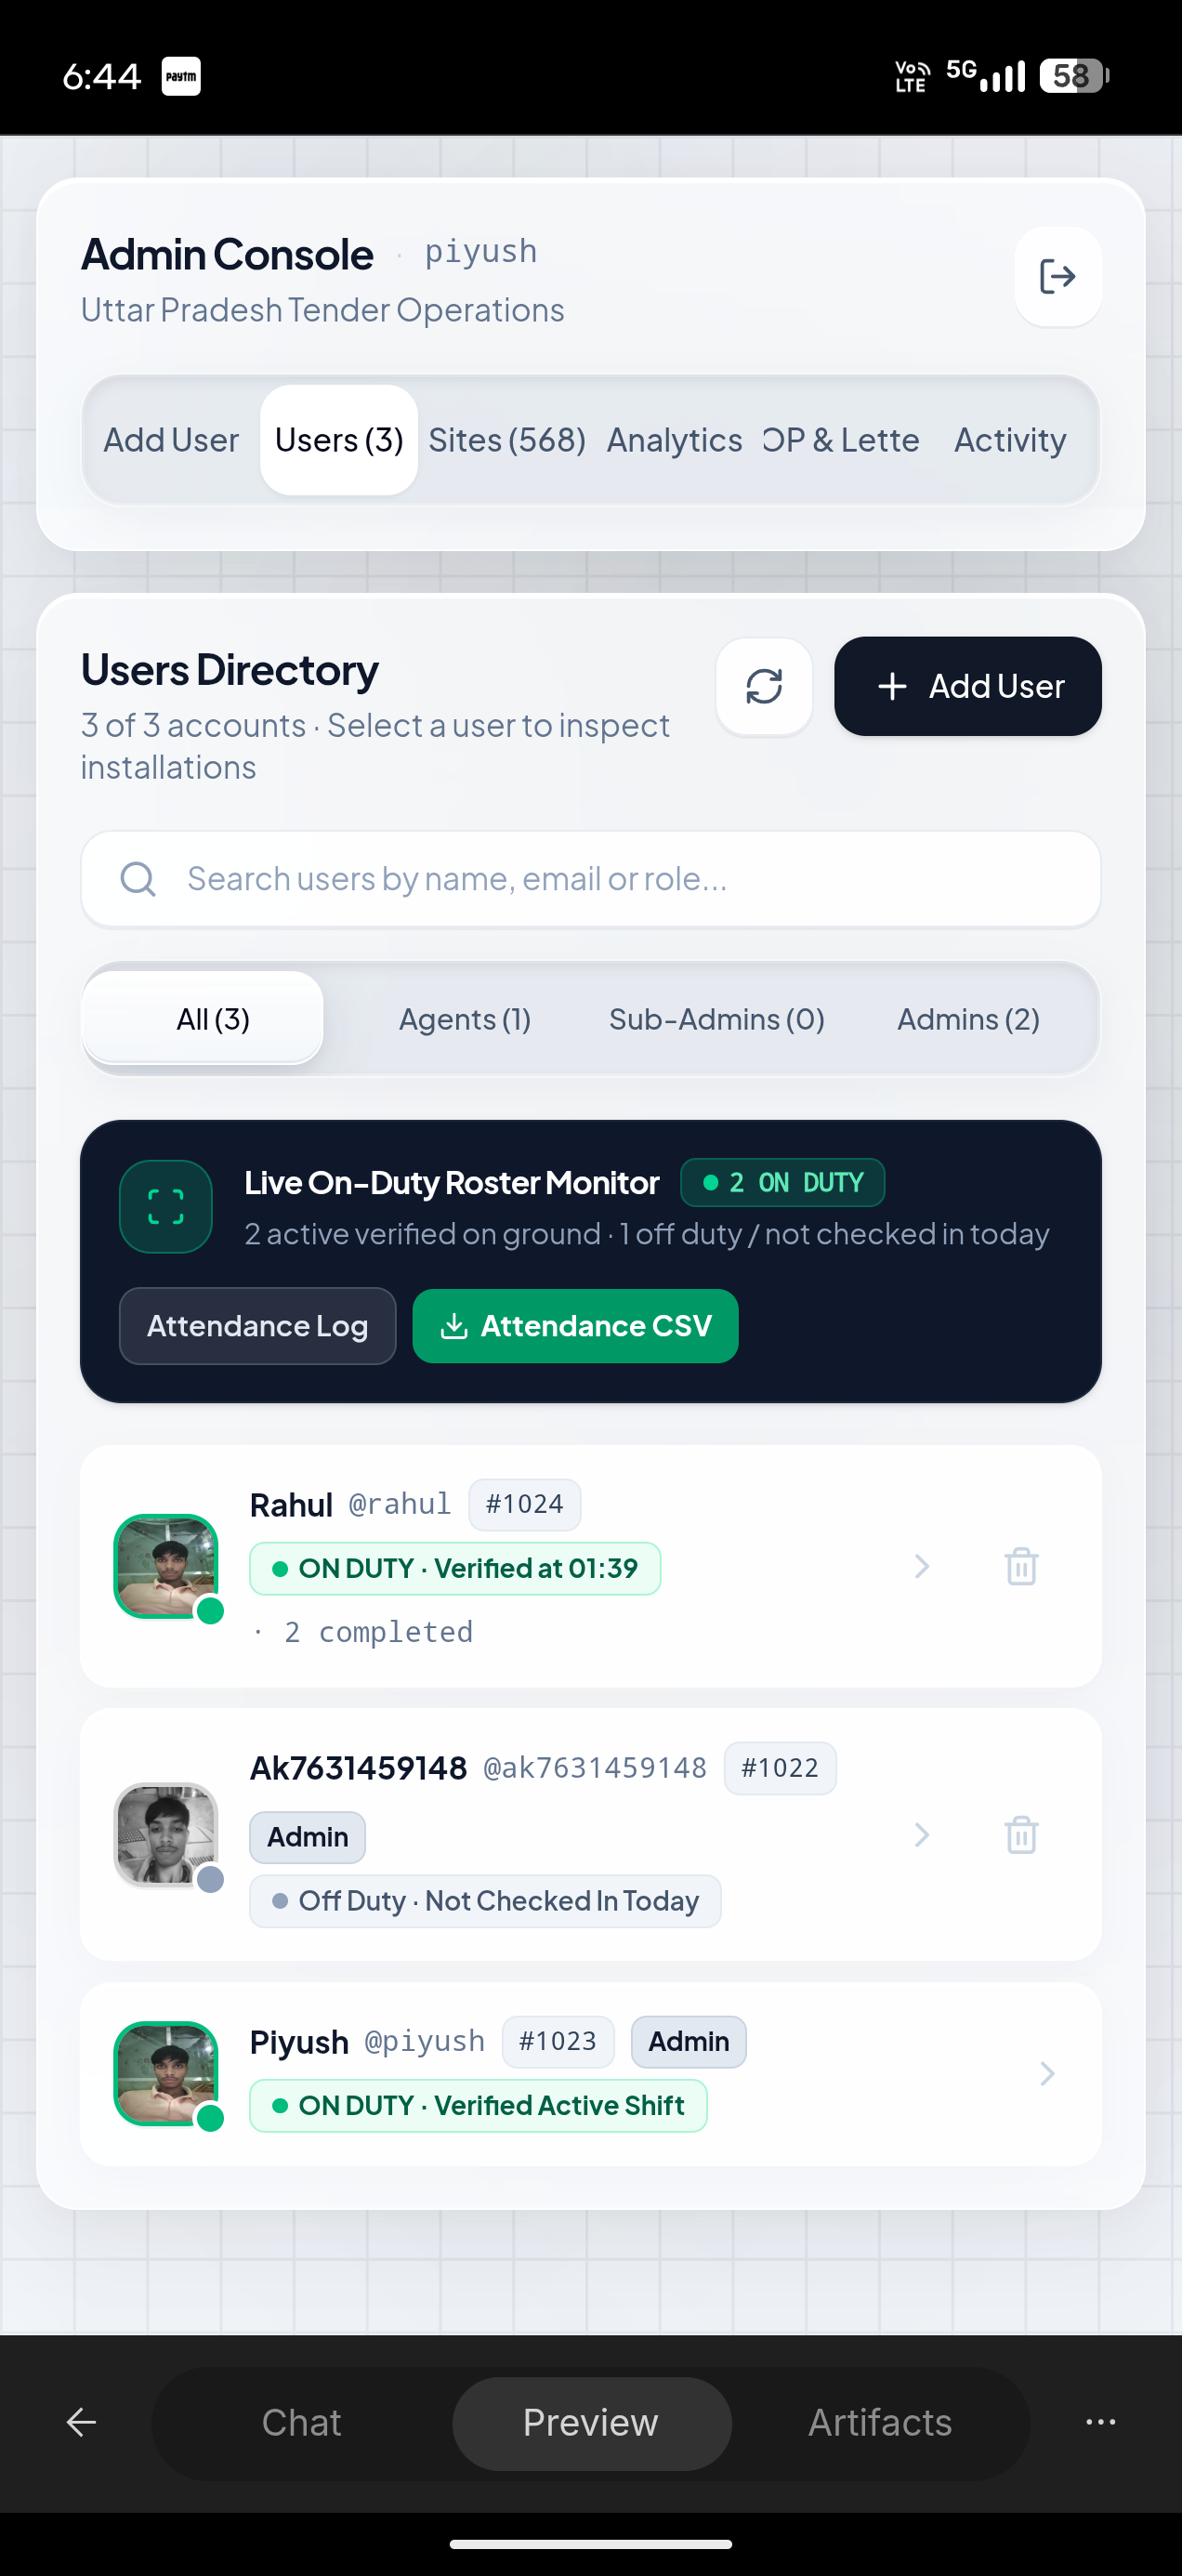 6:44 paytm Vo LTE 5G 58
Admin Console · piyush
Uttar Pradesh Tender Operations
Add User Users (3) Sites (568) Analytics OP & Lette Activity
Users Directory
3 of 3 accounts · Select a user to inspect
installations
Add User
Search users by name, email or role...
All (3) Agents (1) Sub-Admins (0) Admins (2)
Live On-Duty Roster Monitor 2 ON DUTY
2 active verified on ground · 1 off duty / not checked in today
Attendance Log Attendance CSV
Rahul @rahul #1024
ON DUTY · Verified at 01:39
· 2 completed
Ak7631459148 @ak7631459148 #1022
Admin
Off Duty · Not Checked In Today
Piyush @piyush #1023 Admin
ON DUTY · Verified Active Shift
Chat Preview Artifacts